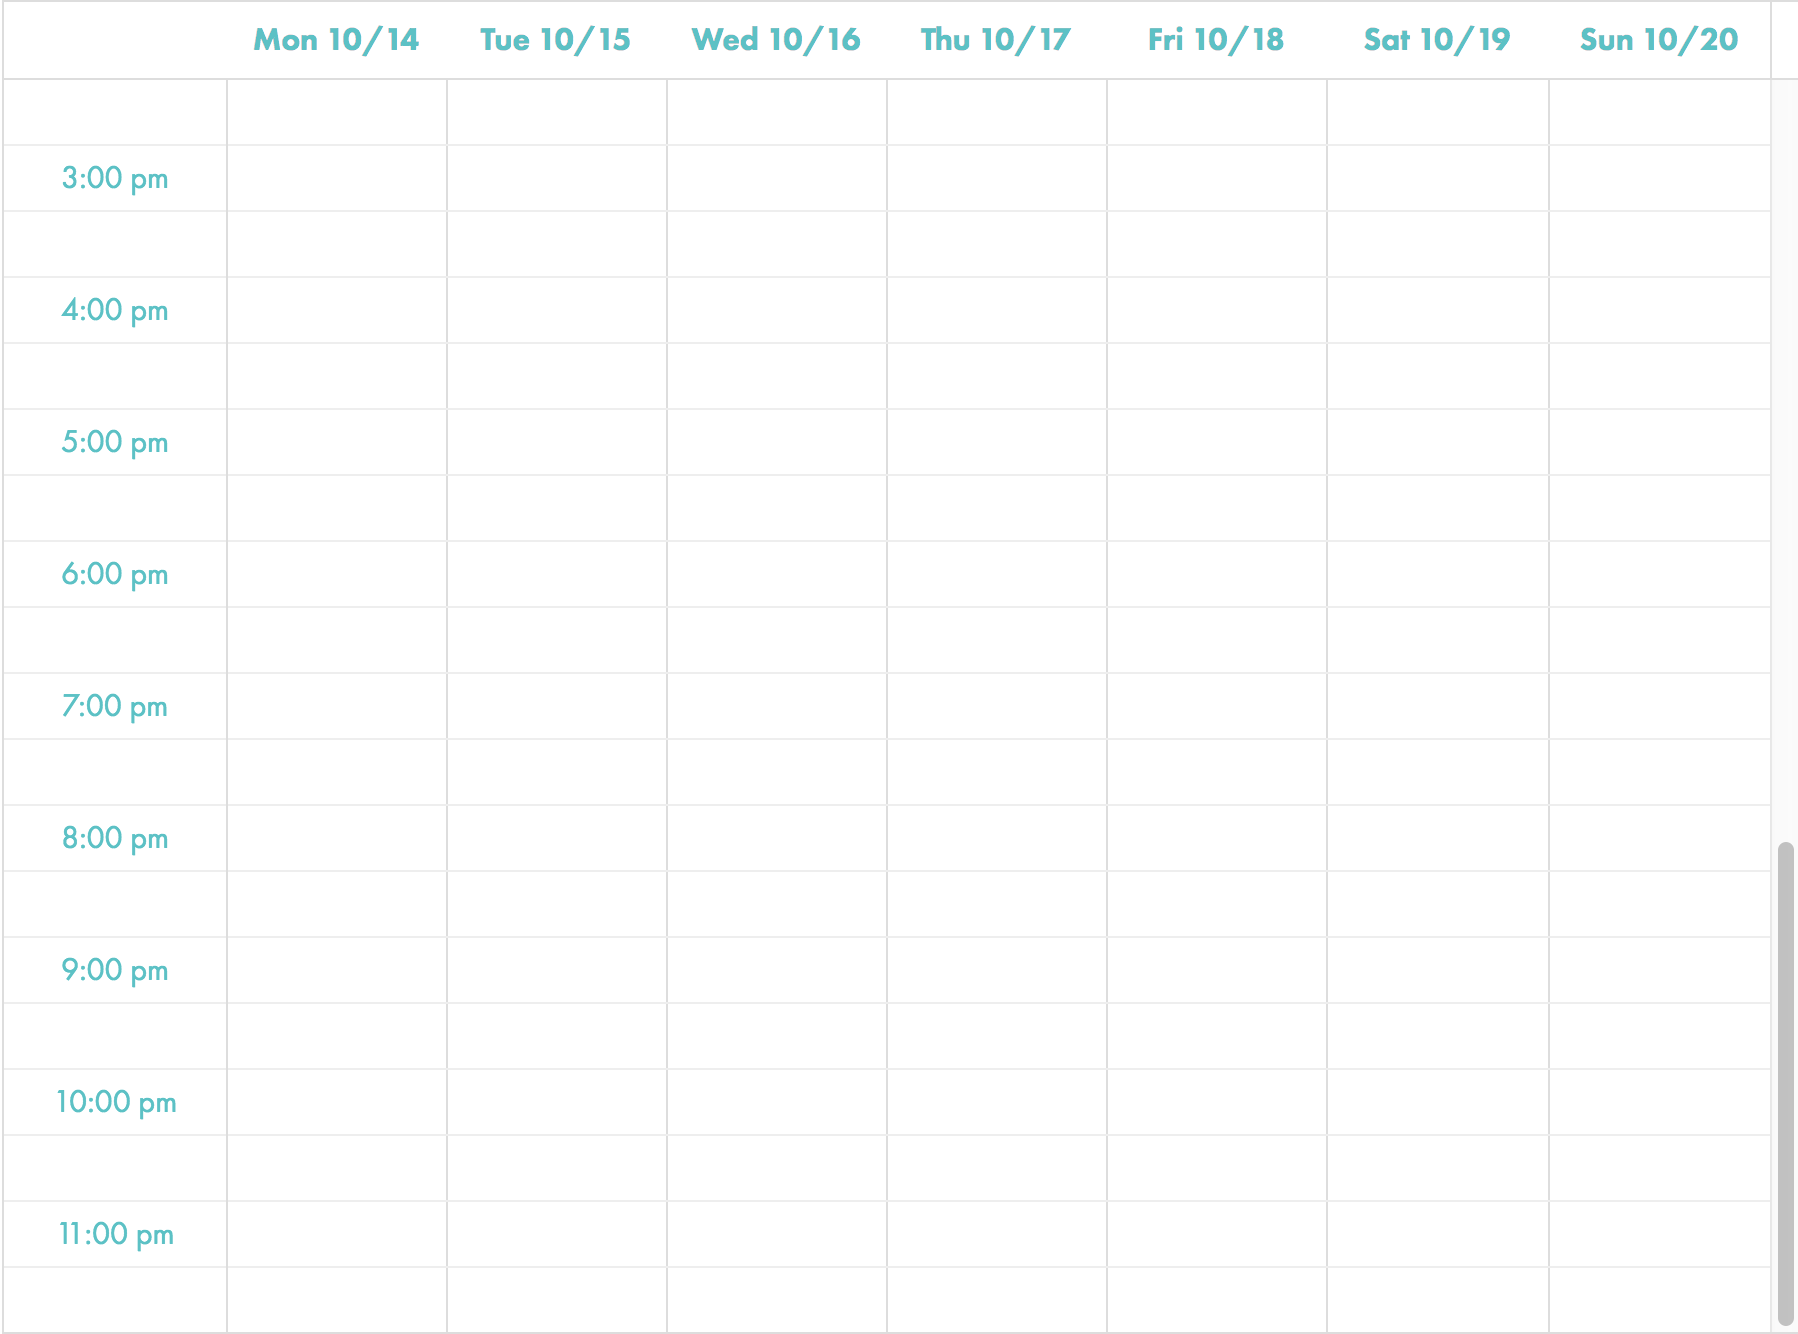 Mon 10/14 Tue 10/15 Wed 10/16 Thu 10/17 Fri 10/18 Sat 10/19 Sun 10/20
3:00 pm
4:00 pm
5:00 pm
6:00 pm
7:00 pm
8:00 pm
9:00 pm
10:00 pm
11:00 pm